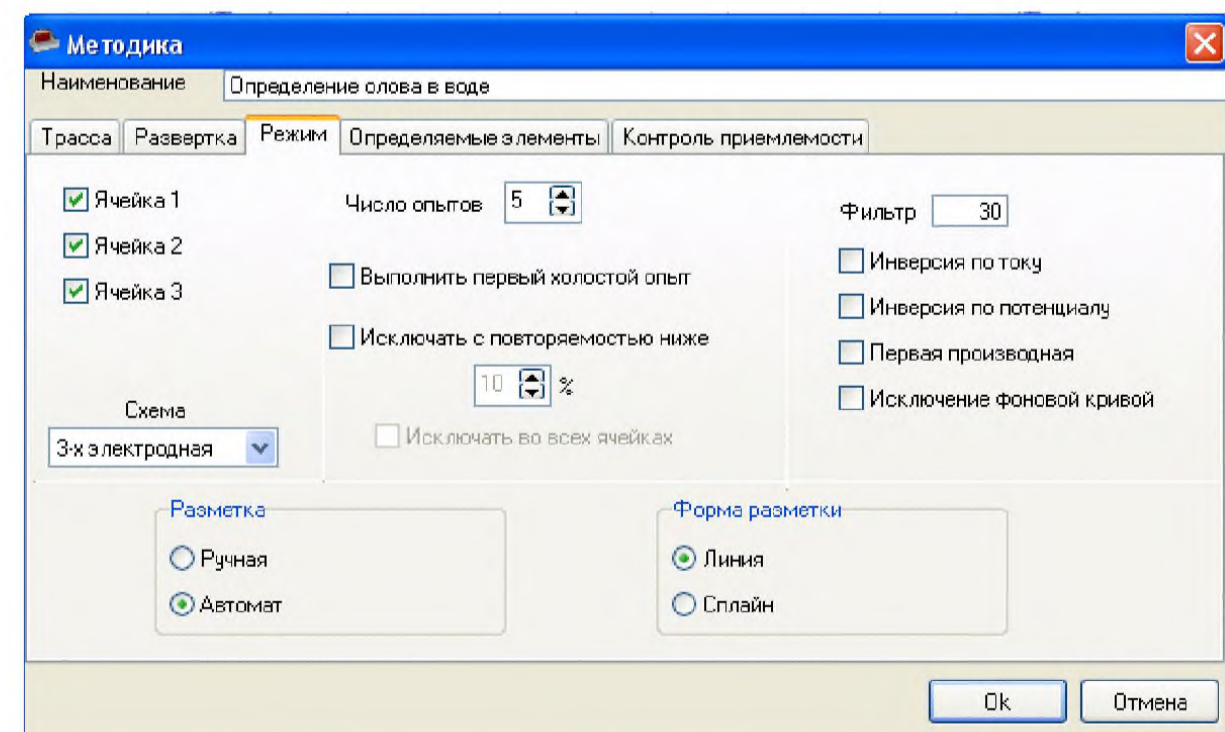 Методика
Наименование Определение олова в воде
Трасса Развертка Режим Определяемые элементы Контроль приемлемости
Ячейка 1
Ячейка 2
Ячейка 3
Схема
3-х электродная
Число опытов 5
Выполнить первый холостой опыт
Исключать с повторяемостью ниже
10 %
Исключать во всех ячейках
Фильтр 30
Инверсия по току
Инверсия по потенциалу
Первая производная
Исключение фоновой кривой
Разметка
Ручная
Автомат
Форма разметки
Линия
Сплайн
Ok Отмена